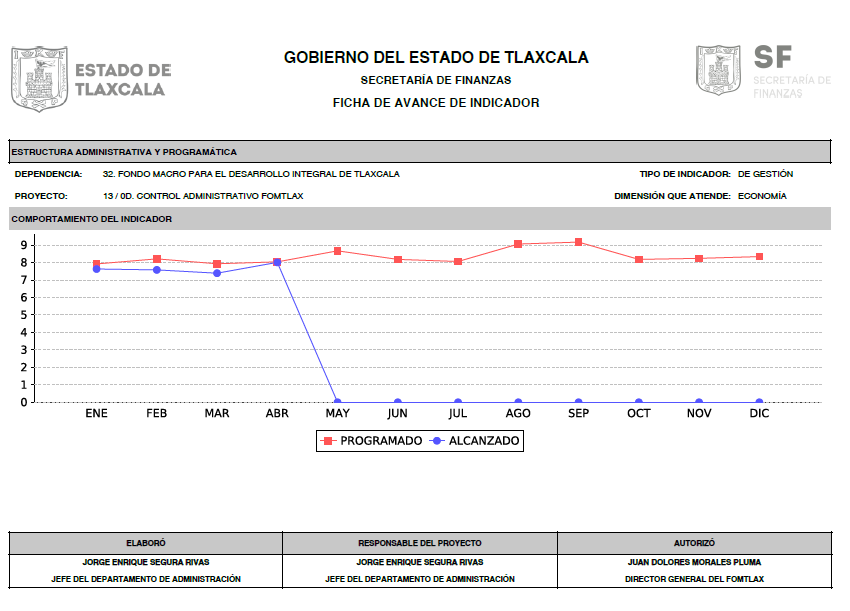 ESTADO DE
TLAXCALA
GOBIERNO DEL ESTADO DE TLAXCALA
SECRETARÍA DE FINANZAS
FICHA DE AVANCE DE INDICADOR
SF
SECRETARÍA DE
FINANZAS
ESTRUCTURA ADMINISTRATIVA Y PROGRAMÁTICA
DEPENDENCIA: 32. FONDO MACRO PARA EL DESARROLLO INTEGRAL DE TLAXCALA TIPO DE INDICADOR: DE GESTIÓN
PROYECTO: 13 / 0D. CONTROL ADMINISTRATIVO FOMTLAX DIMENSIÓN QUE ATIENDE: ECONOMÍA
COMPORTAMIENTO DEL INDICADOR
9
8
7
6
5
4
3
2
1
0
ENE FEB MAR ABR MAY JUN JUL AGO SEP OCT NOV DIC
PROGRAMADO ALCANZADO
ELABORÓ RESPONSABLE DEL PROYECTO AUTORIZÓ
JORGE ENRIQUE SEGURA RIVAS JORGE ENRIQUE SEGURA RIVAS JUAN DOLORES MORALES PLUMA
JEFE DEL DEPARTAMENTO DE ADMINISTRACIÓN JEFE DEL DEPARTAMENTO DE ADMINISTRACIÓN DIRECTOR GENERAL DEL FOMTLAX